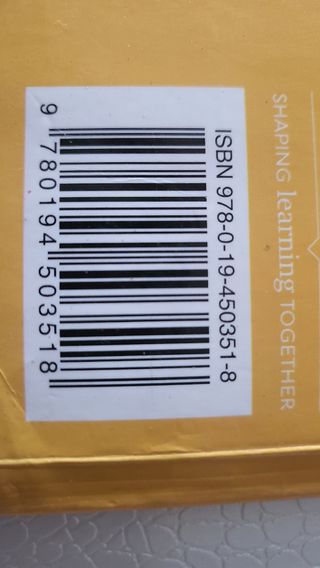 ISBN 978-0-19-450351-8
9 780194 503518
SHAPING learning TOGETHER